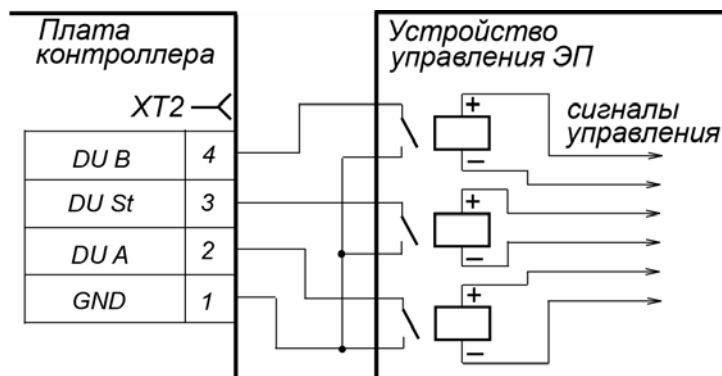 Плата
контроллера
XT2
DU B 4
DU St 3
DU A 2
GND 1
Устройство
управления ЭП
сигналы
управления
+
−
+
−
+
−